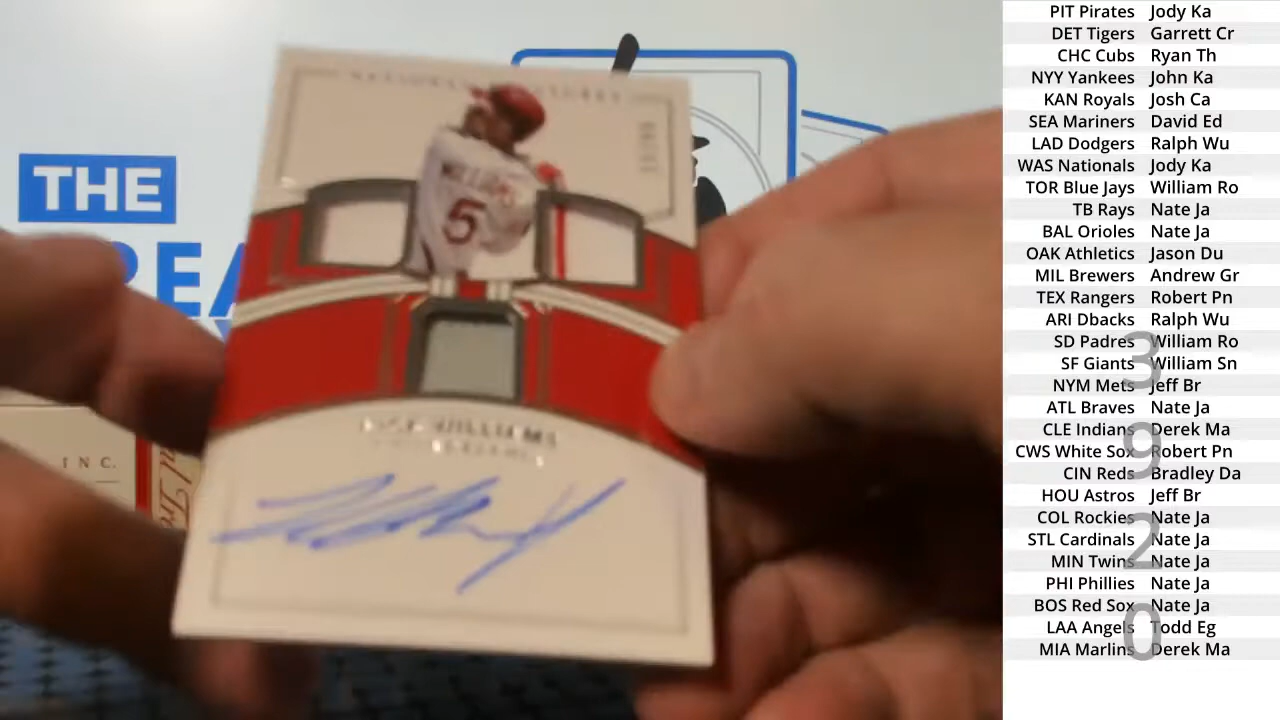 THE
REA
INC.
5
WILLIAMS
PIT Pirates Jody Ka
DET Tigers Garrett Cr
CHC Cubs Ryan Th
NYY Yankees John Ka
KAN Royals Josh Ca
SEA Mariners David Ed
LAD Dodgers Ralph Wu
WAS Nationals Jody Ka
TOR Blue Jays William Ro
TB Rays Nate Ja
BAL Orioles Nate Ja
OAK Athletics Jason Du
MIL Brewers Andrew Gr
TEX Rangers Robert Pn
ARI Dbacks Ralph Wu
SD Padres William Ro
SF Giants William Sn
NYM Mets Jeff Br
ATL Braves Nate Ja
CLE Indians Derek Ma
CWS White Sox Robert Pn
CIN Reds Bradley Da
HOU Astros Jeff Br
COL Rockies Nate Ja
STL Cardinals Nate Ja
MIN Twins Nate Ja
PHI Phillies Nate Ja
BOS Red Sox Nate Ja
LAA Angels Todd Eg
MIA Marlins Derek Ma
3
9
2
0